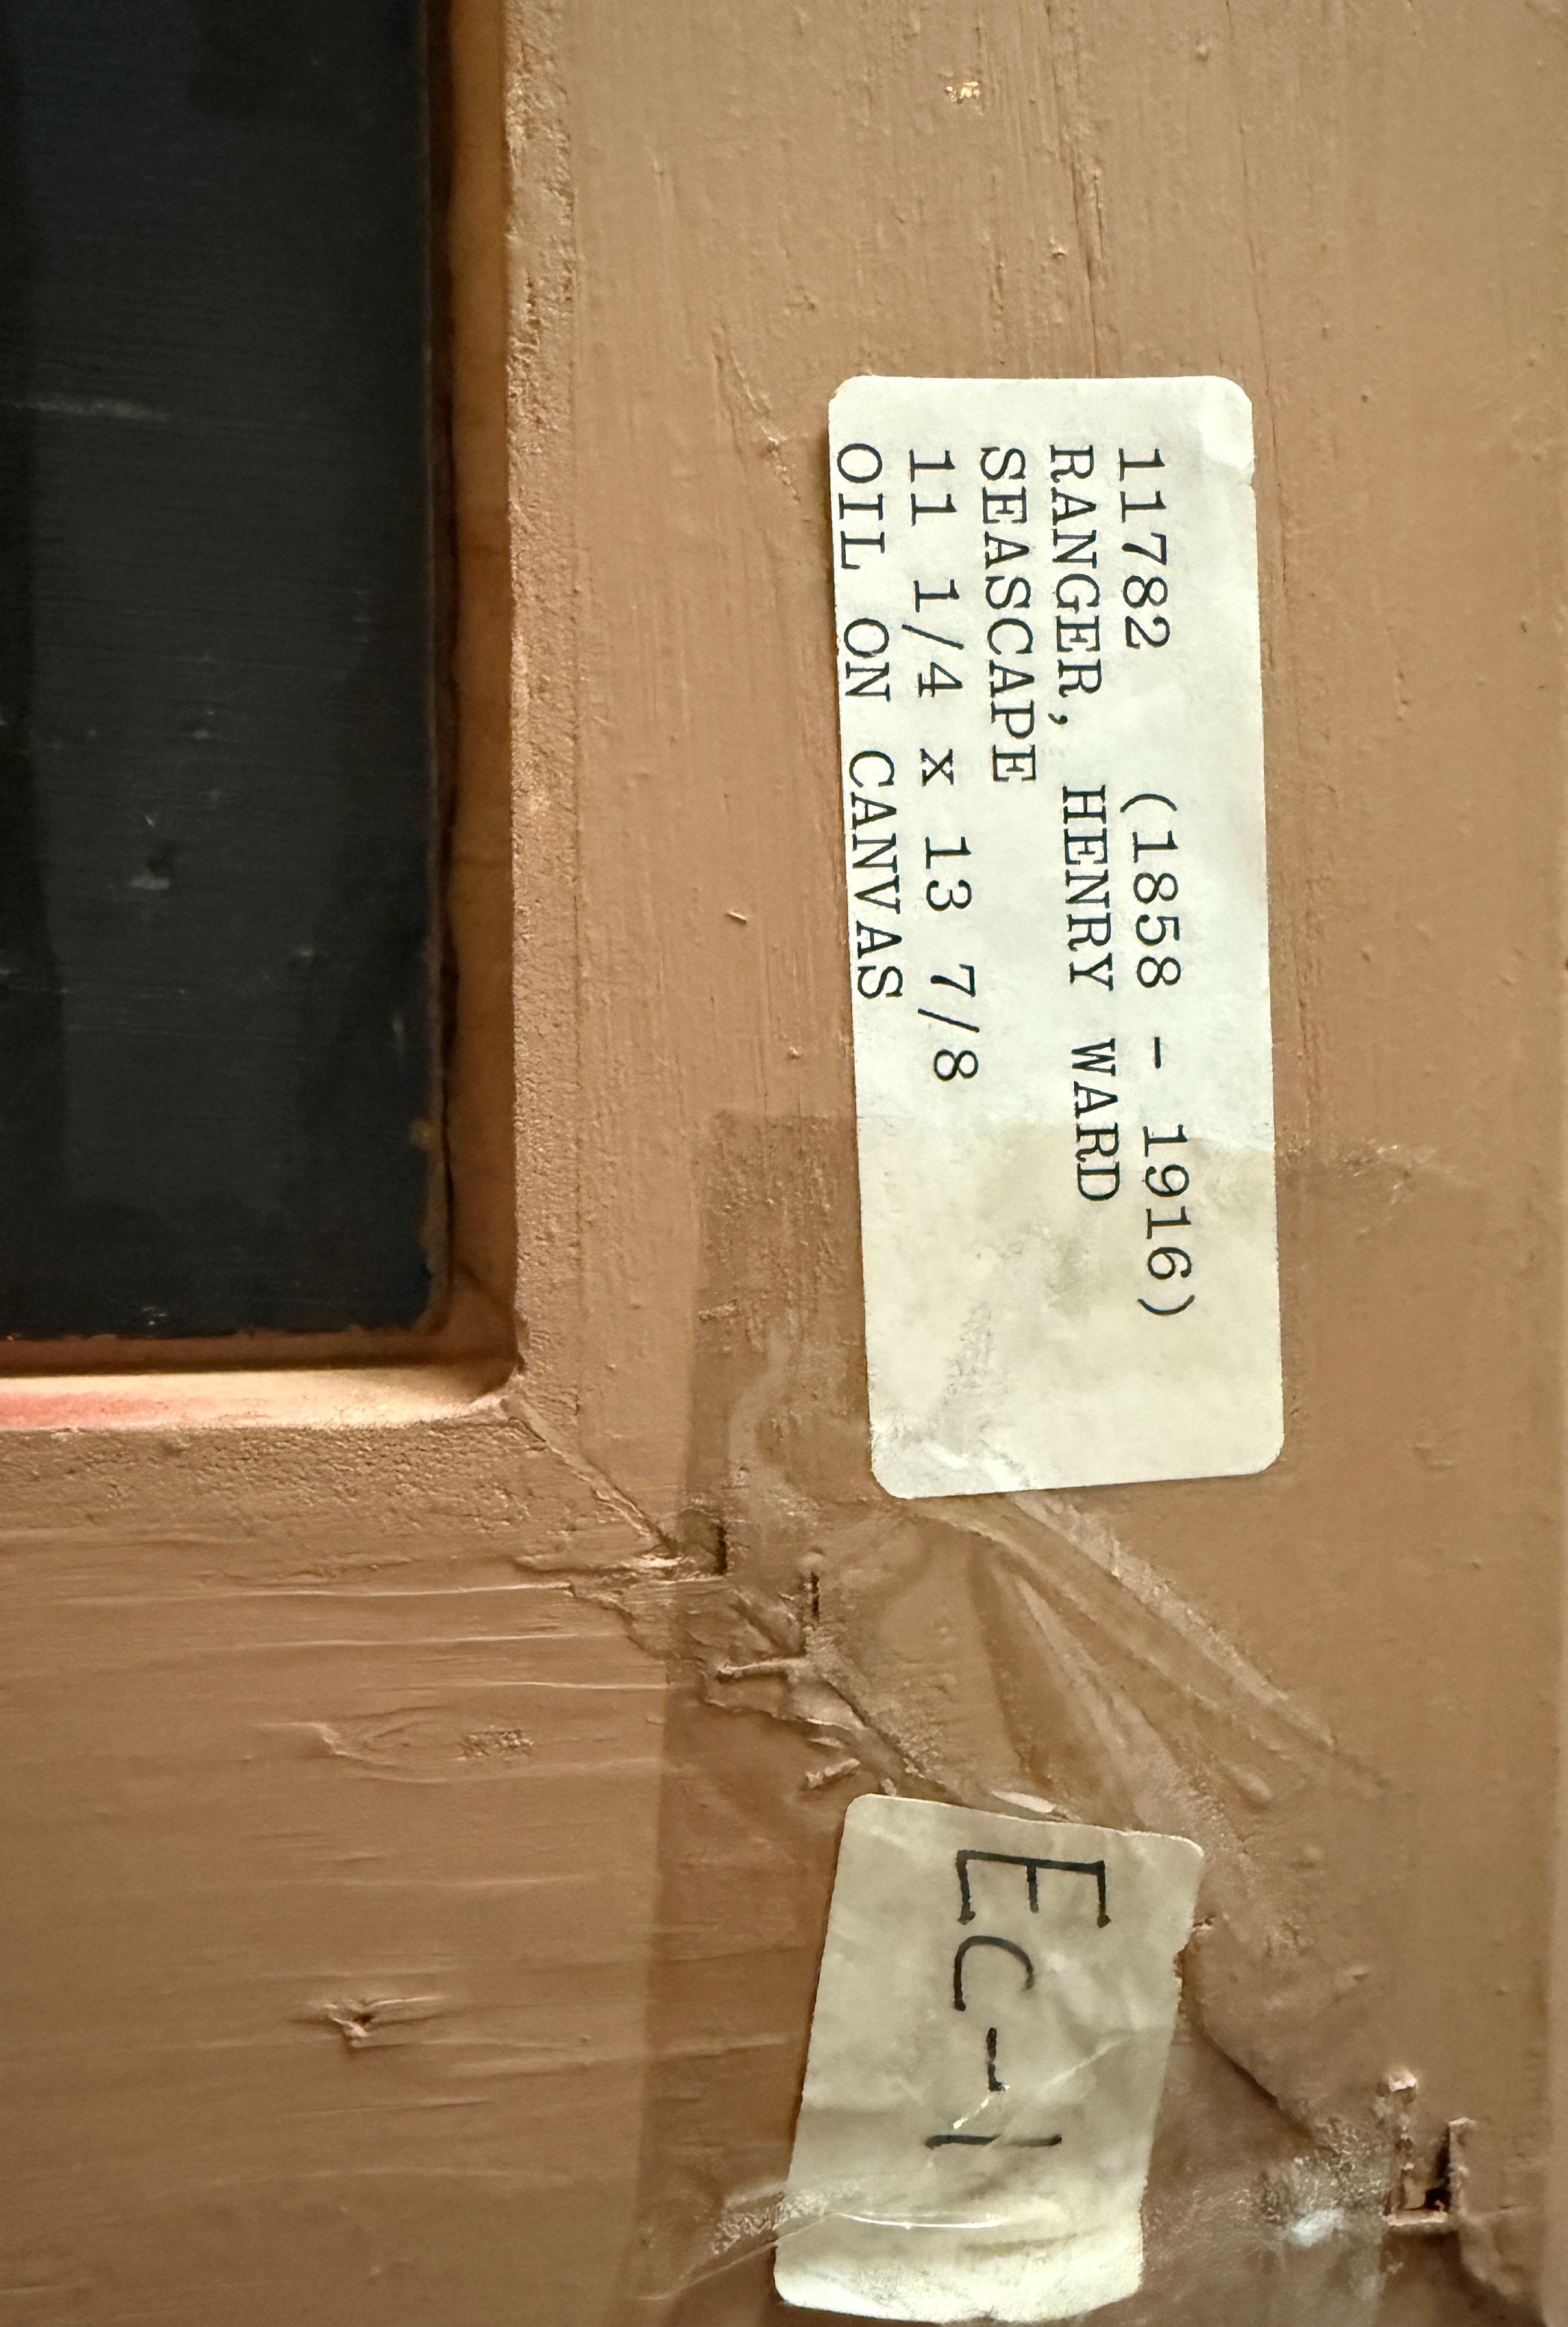 11782 (1858 - 1916)
RANGER, HENRY WARD
SEASCAPE
11 1/4 x 13 7/8
OIL ON CANVAS
EC-1